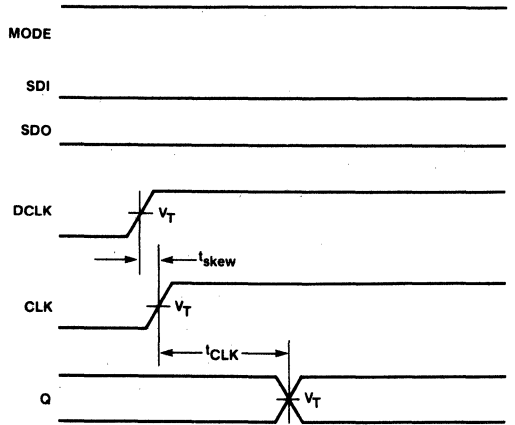 MODE
SDI
SDO
DCLK
VT
tskew
CLK
VT
tCLK
Q
VT